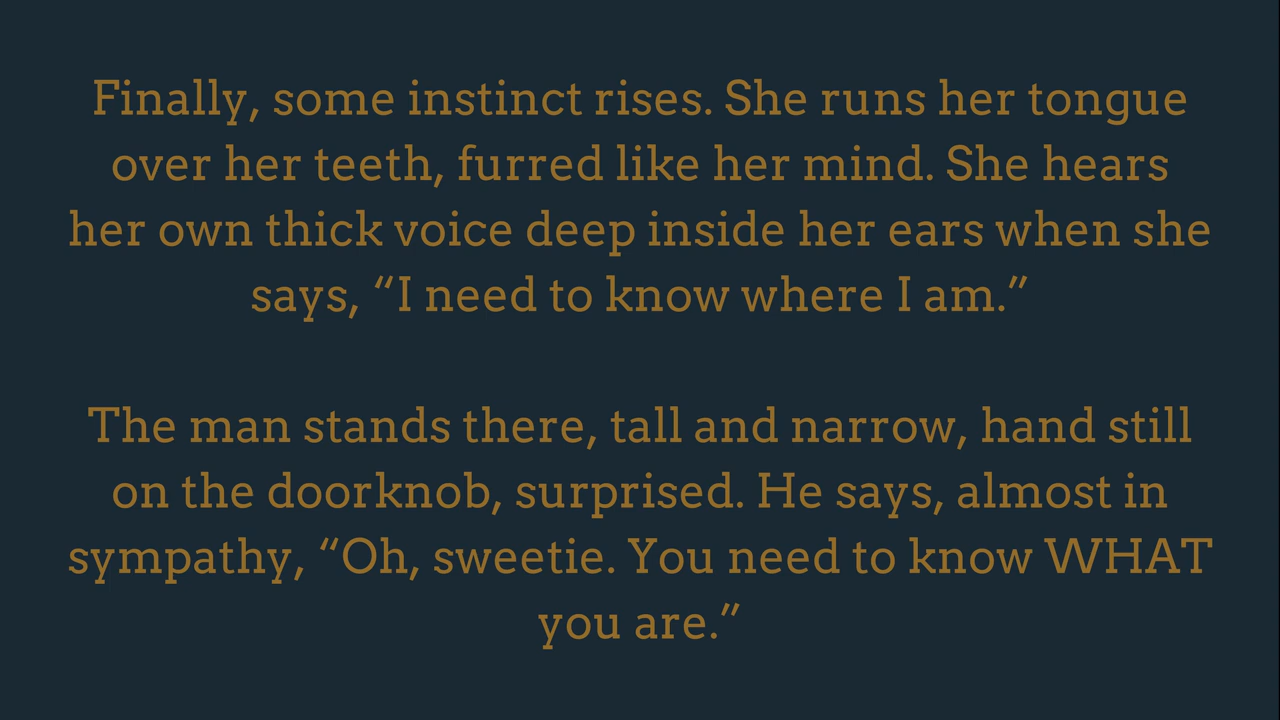 Finally, some instinct rises. She runs her tongue
over her teeth, furred like her mind. She hears
her own thick voice deep inside her ears when she
says, “I need to know where I am.”
The man stands there, tall and narrow, hand still
on the doorknob, surprised. He says, almost in
sympathy, “Oh, sweetie. You need to know WHAT
you are.”